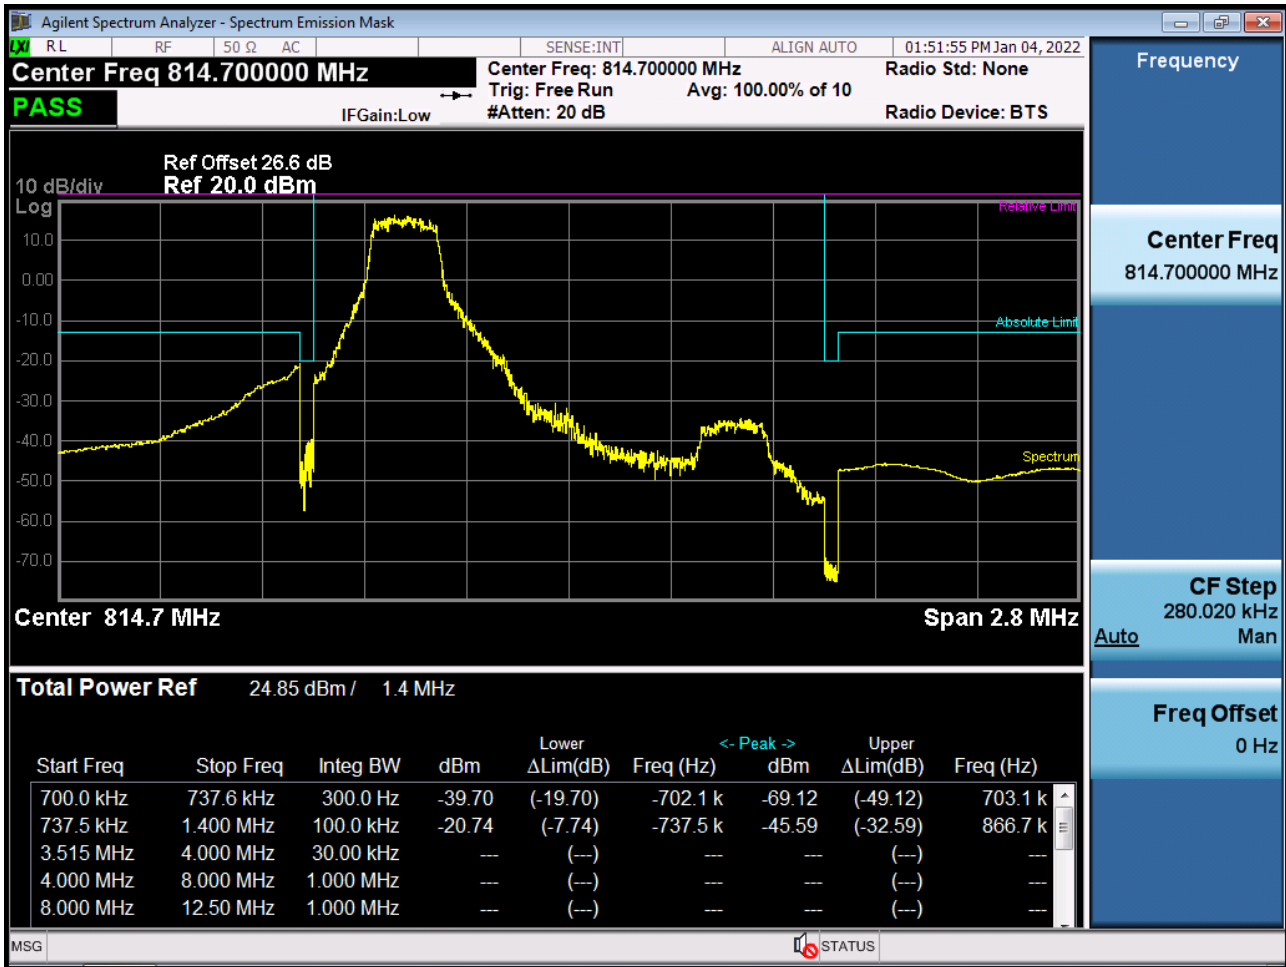 Agilent Spectrum Analyzer - Spectrum Emission Mask
LXI RL RF 50 Ω AC SENSE:INT ALIGN AUTO 01:51:55 PM Jan 04, 2022
Center Freq 814.700000 MHz
Center Freq: 814.700000 MHz
Radio Std: None
Trig: Free Run Avg: 100.00% of 10
PASS
IFGain:Low
#Atten: 20 dB
Radio Device: BTS
Ref Offset 26.6 dB
10 dB/div Ref 20.0 dBm
Log
Relative Limit
10.0
0.00
-10.0
Absolute Limit
-20.0
-30.0
-40.0
Spectrum
-50.0
-60.0
-70.0
Center 814.7 MHz Span 2.8 MHz
Total Power Ref 24.85 dBm / 1.4 MHz
Lower <- Peak -> Upper
Start Freq Stop Freq Integ BW dBm ΔLim(dB) Freq (Hz) dBm ΔLim(dB) Freq (Hz)
700.0 kHz 737.6 kHz 300.0 Hz -39.70 (-19.70) -702.1 k -69.12 (-49.12) 703.1 k
737.5 kHz 1.400 MHz 100.0 kHz -20.74 (-7.74) -737.5 k -45.59 (-32.59) 866.7 k
3.515 MHz 4.000 MHz 30.00 kHz --- (---) --- --- (---) ---
4.000 MHz 8.000 MHz 1.000 MHz --- (---) --- --- (---) ---
8.000 MHz 12.50 MHz 1.000 MHz --- (---) --- --- (---) ---
MSG STATUS
Frequency
Center Freq
814.700000 MHz
CF Step
280.020 kHz
Auto Man
Freq Offset
0 Hz